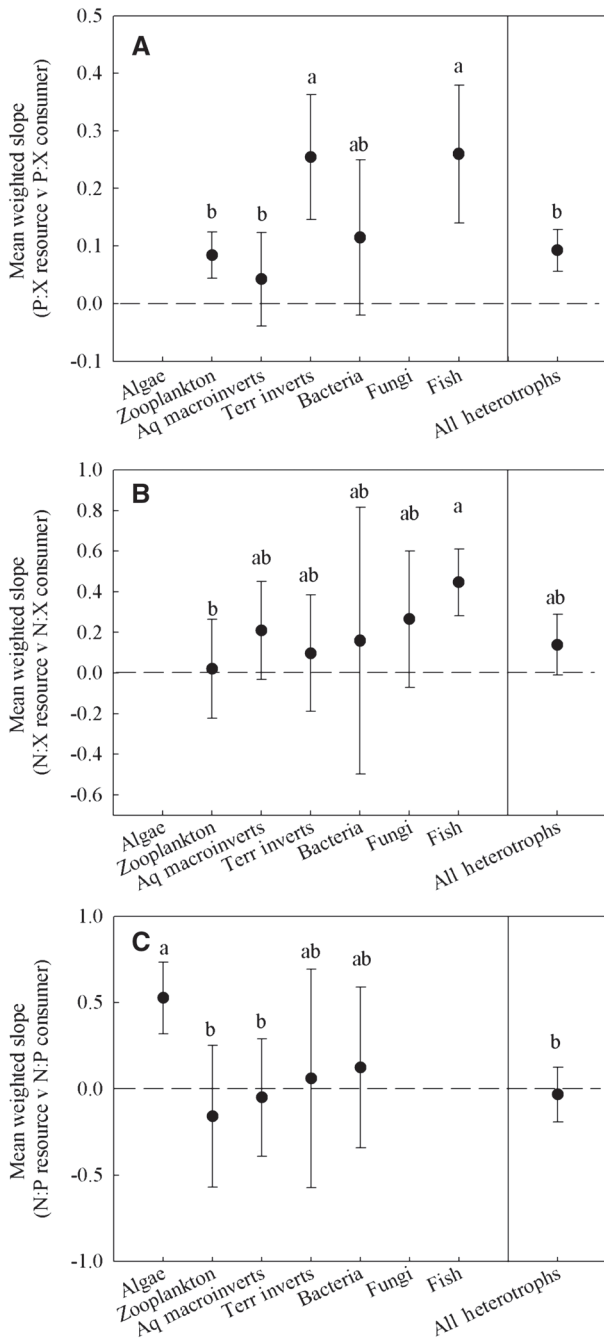 A
Mean weighted slope
(P:X resource v P:X consumer)
0.5
0.4
0.3
0.2
0.1
0.0
-0.1
b
b
a
ab
a
b
Algae
Zooplankton
Aq macroinverts
Terr inverts
Bacteria
Fungi
Fish
All heterotrophs
B
Mean weighted slope
(N:X resource v N:X consumer)
1.0
0.8
0.6
0.4
0.2
0.0
-0.2
-0.4
-0.6
b
ab
ab
ab
ab
a
ab
Algae
Zooplankton
Aq macroinverts
Terr inverts
Bacteria
Fungi
Fish
All heterotrophs
C
Mean weighted slope
(N:P resource v N:P consumer)
1.0
0.5
0.0
-0.5
-1.0
a
b
b
ab
ab
b
Algae
Zooplankton
Aq macroinverts
Terr inverts
Bacteria
Fungi
Fish
All heterotrophs